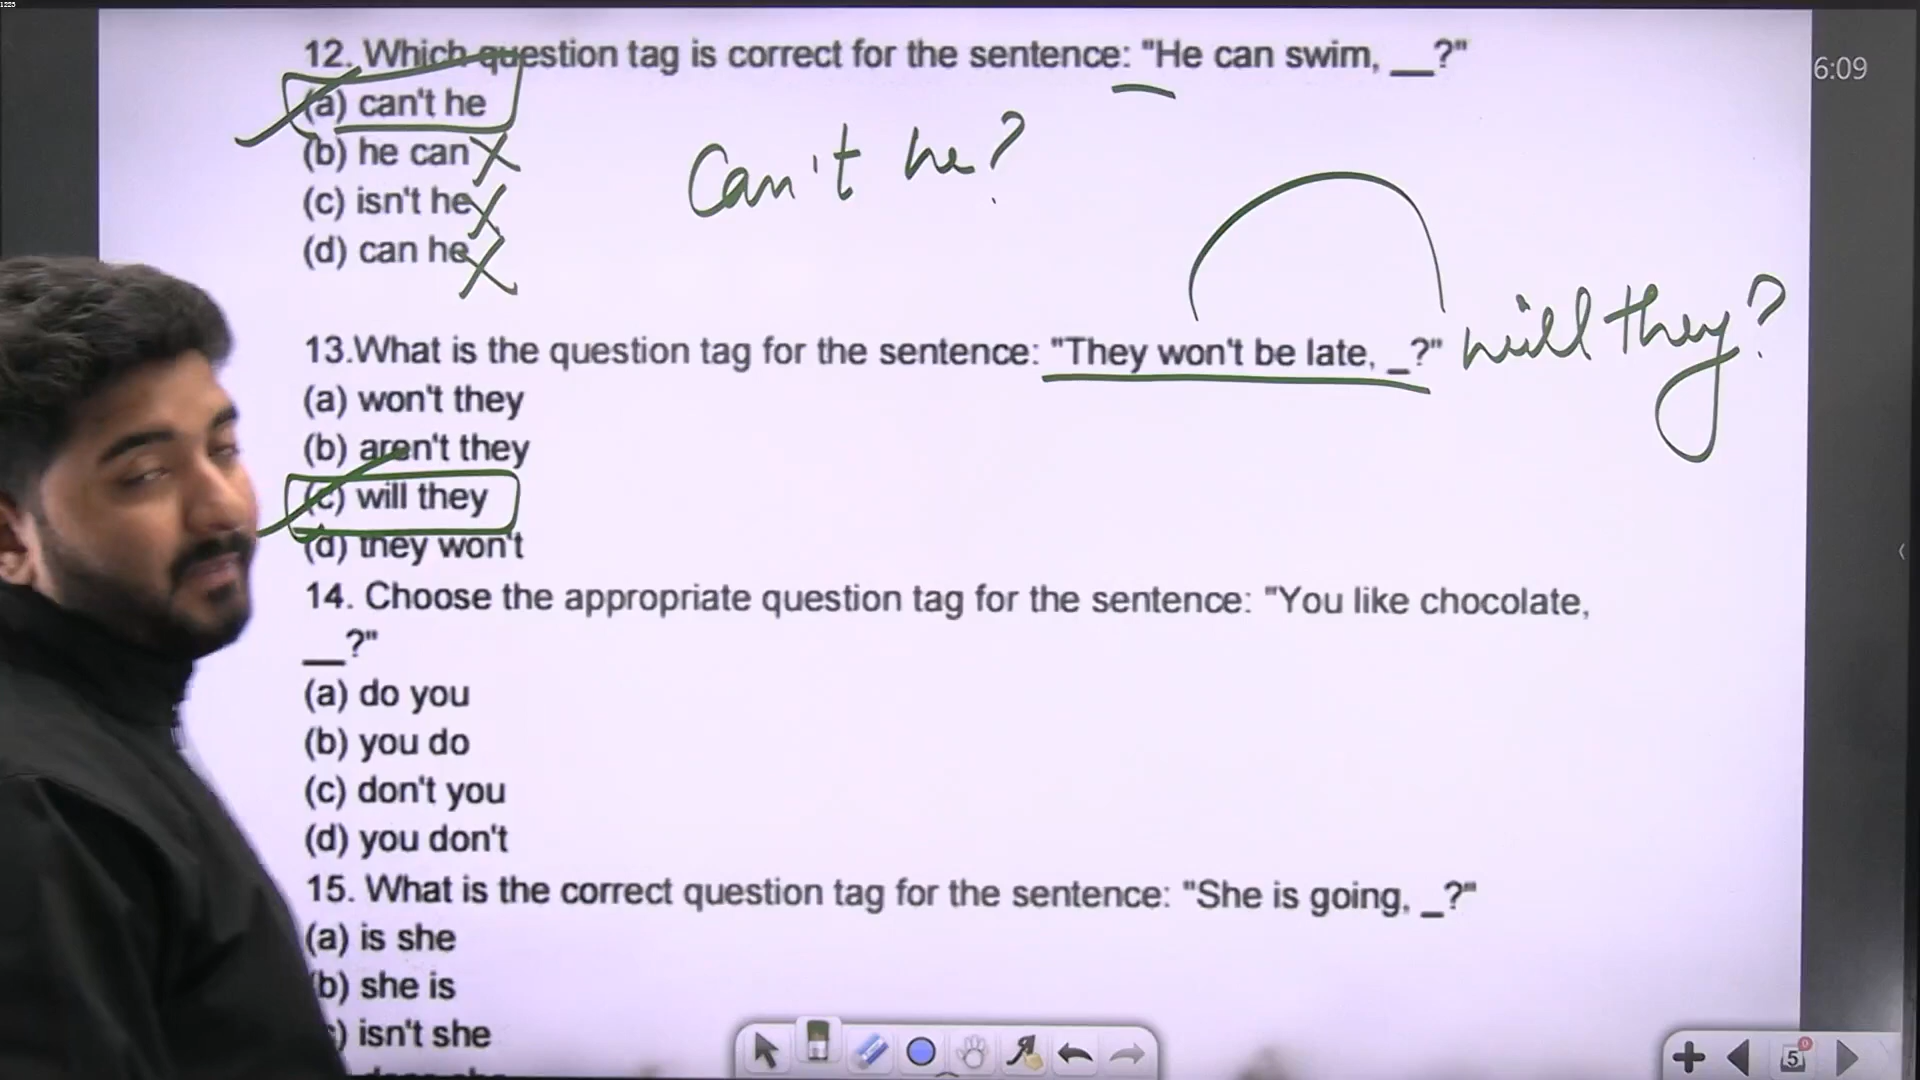 1225
12. Which question tag is correct for the sentence: "He can swim, __?"
6:09
(a) can't he
(b) he can
(c) isn't he
(d) can he
Can't he?
13.What is the question tag for the sentence: "They won't be late, _?"
will they?
(a) won't they
(b) aren't they
(c) will they
(d) they won't
14. Choose the appropriate question tag for the sentence: "You like chocolate,
__?"
(a) do you
(b) you do
(c) don't you
(d) you don't
15. What is the correct question tag for the sentence: "She is going, _?"
(a) is she
b) she is
) isn't she
5